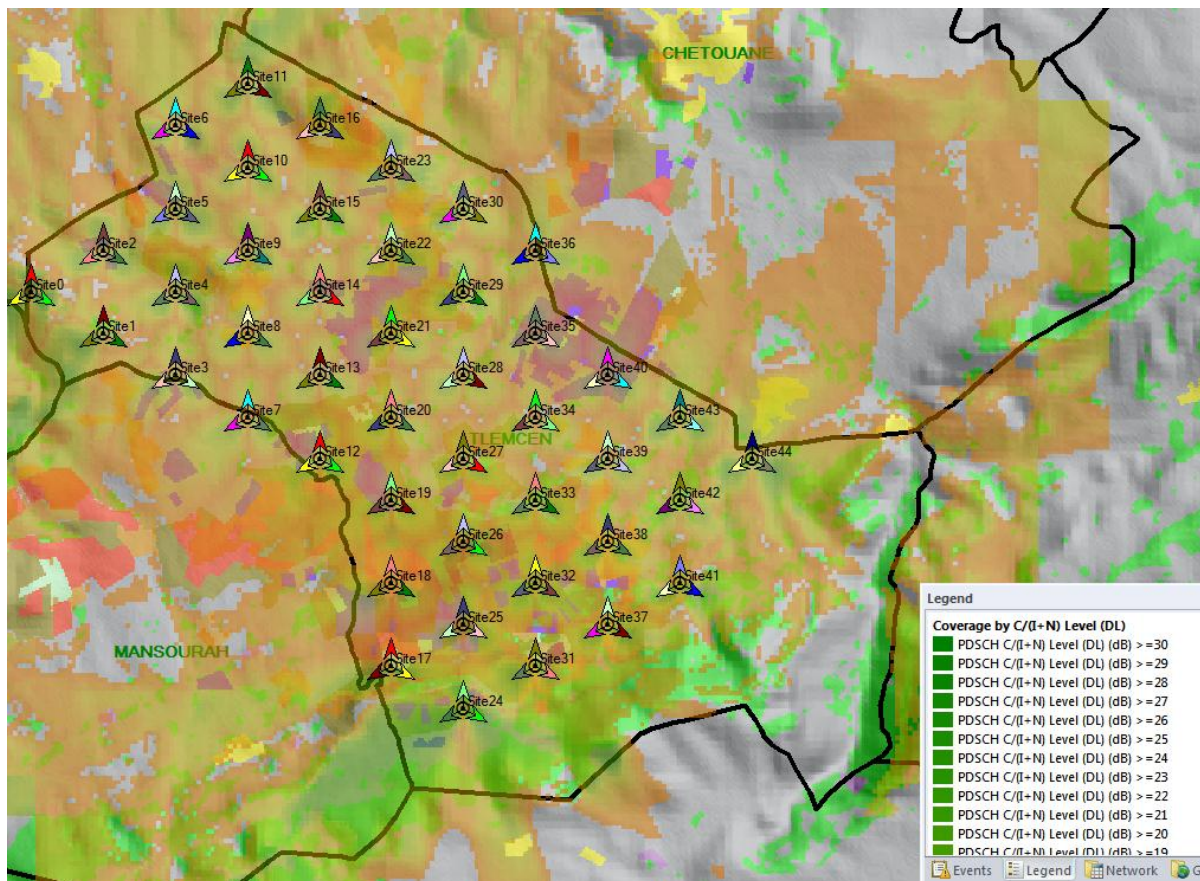 CHETOUANE
Site11
Site6
Site16
Site10
Site23
Site5
Site15
Site30
Site2
Site9
Site22
Site36
Site0
Site4
Site14
Site29
Site1
Site8
Site21
Site35
Site3
Site13
Site28
Site40
Site7
Site20
Site34
Site43
TLEMCEN
Site12
Site27
Site39
Site44
Site19
Site33
Site42
Site26
Site38
Site18
Site32
Site41
Site25
Site37
MANSOURAH
Site17
Site31
Site24
Legend
Coverage by C/(I+N) Level (DL)
PDSCH C/(I+N) Level (DL) (dB) >=30
PDSCH C/(I+N) Level (DL) (dB) >=29
PDSCH C/(I+N) Level (DL) (dB) >=28
PDSCH C/(I+N) Level (DL) (dB) >=27
PDSCH C/(I+N) Level (DL) (dB) >=26
PDSCH C/(I+N) Level (DL) (dB) >=25
PDSCH C/(I+N) Level (DL) (dB) >=24
PDSCH C/(I+N) Level (DL) (dB) >=23
PDSCH C/(I+N) Level (DL) (dB) >=22
PDSCH C/(I+N) Level (DL) (dB) >=21
PDSCH C/(I+N) Level (DL) (dB) >=20
PDSCH C/(I+N) Level (DL) (dB) >=19
Events Legend Network G